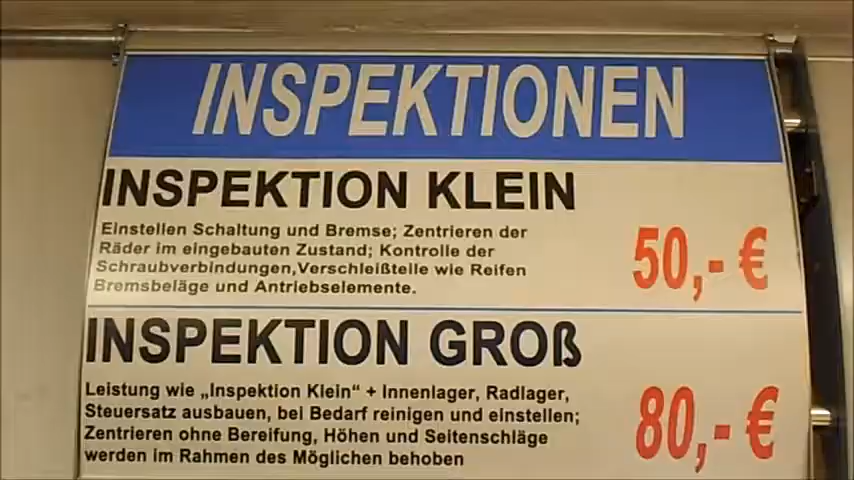 INSPEKTIONEN
INSPEKTION KLEIN
Einstellen Schaltung und Bremse; Zentrieren der
Räder im eingebauten Zustand; Kontrolle der
Schraubverbindungen,Verschleißteile wie Reifen
Bremsbeläge und Antriebselemente.
50,- €
INSPEKTION GROß
Leistung wie „Inspektion Klein“ + Innenlager, Radlager,
Steuersatz ausbauen, bei Bedarf reinigen und einstellen;
Zentrieren ohne Bereifung, Höhen und Seitenschläge
werden im Rahmen des Möglichen behoben
80,- €